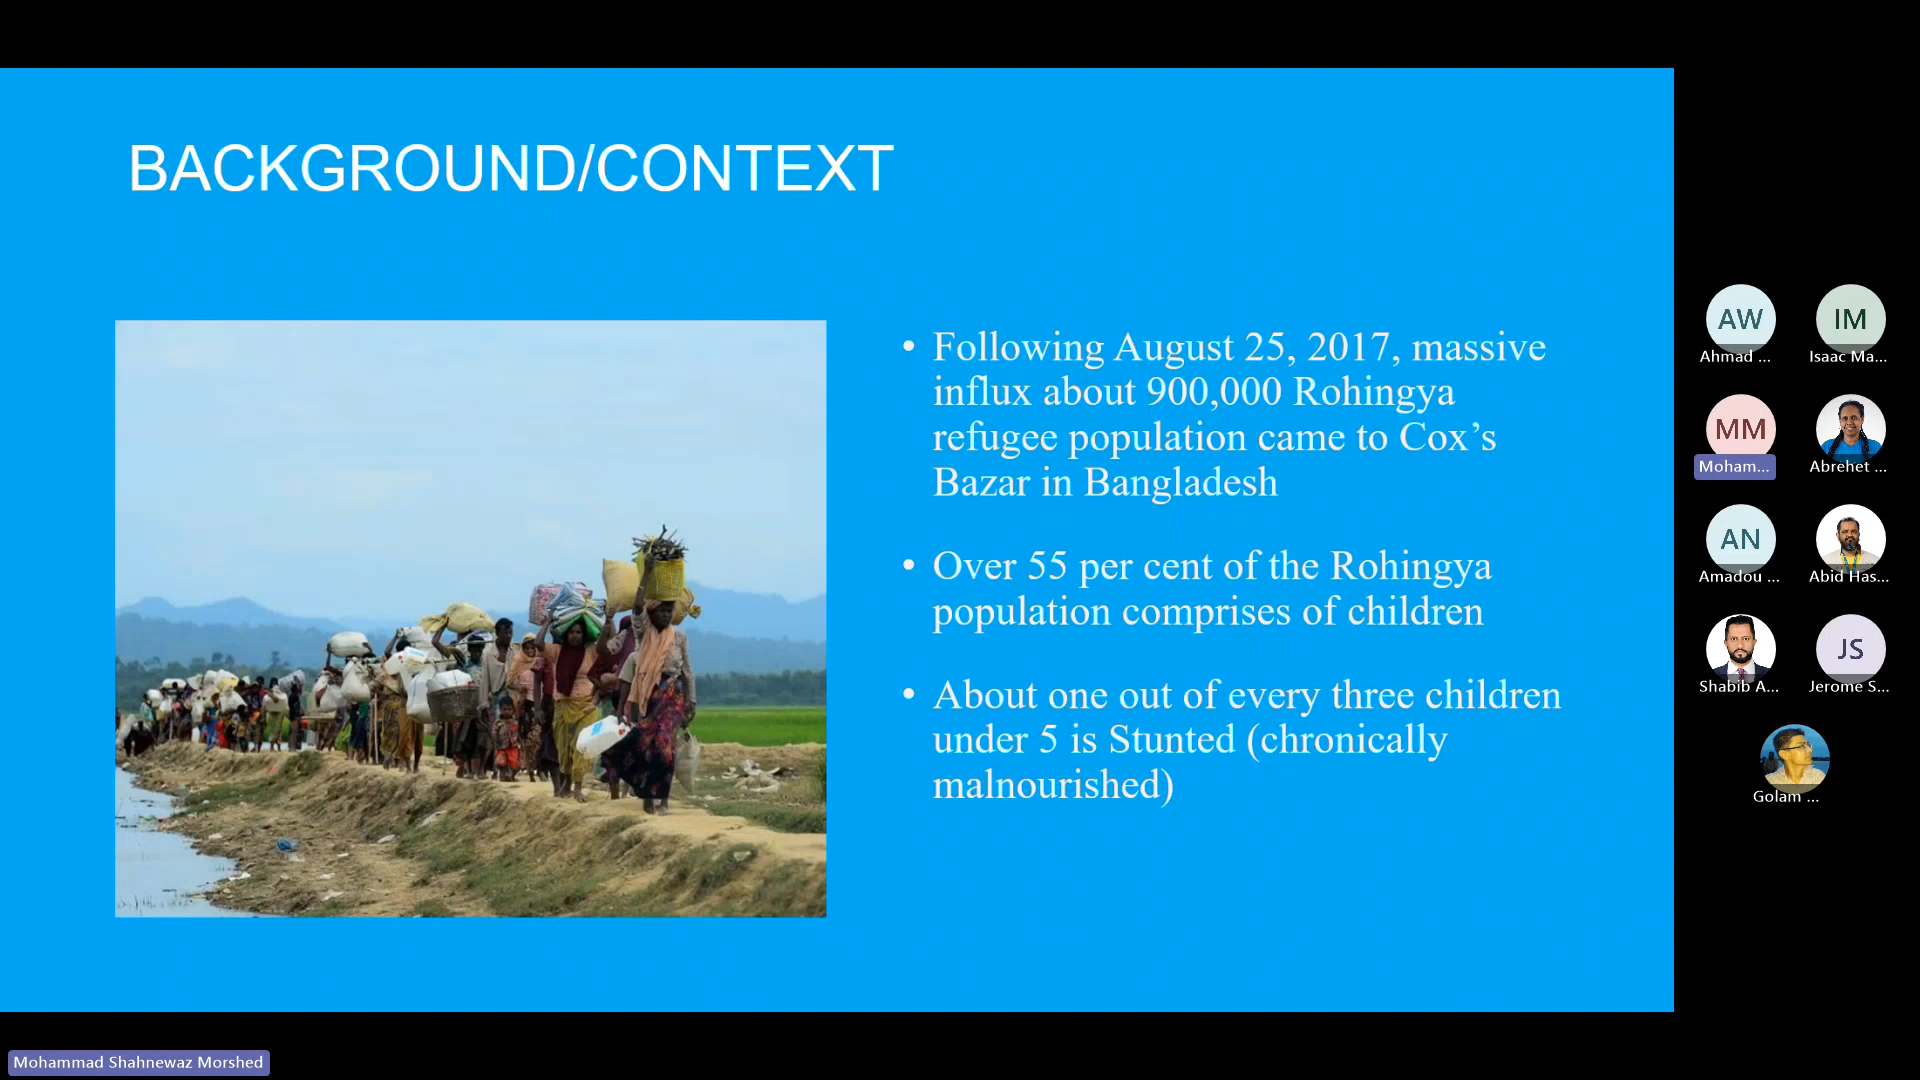 BACKGROUND/CONTEXT
• Following August 25, 2017, massive
influx about 900,000 Rohingya
refugee population came to Cox’s
Bazar in Bangladesh
• Over 55 per cent of the Rohingya
population comprises of children
• About one out of every three children
under 5 is Stunted (chronically
malnourished)
AW
Ahmad ...
IM
Isaac Ma...
MM
Moham...
Abrehet ...
AN
Amadou ...
Abid Has...
Shabib A...
JS
Jerome S...
Golam ...
Mohammad Shahnewaz Morshed